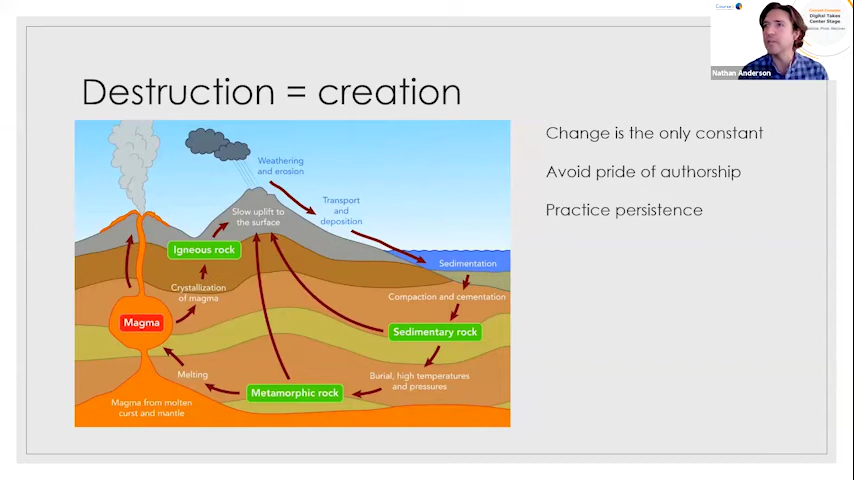 Destruction = creation
Change is the only constant
Avoid pride of authorship
Practice persistence
Weathering
and erosion
Transport
and
deposition
Slow uplift to
the surface
Igneous rock
Sedimentation
Crystallization
of magma
Compaction and cementation
Magma
Sedimentary rock
Melting
Burial, high temperatures
and pressures
Metamorphic rock
Magma from molten
curst and mantle
Digital Takes
Center Stage
Nathan Anderson